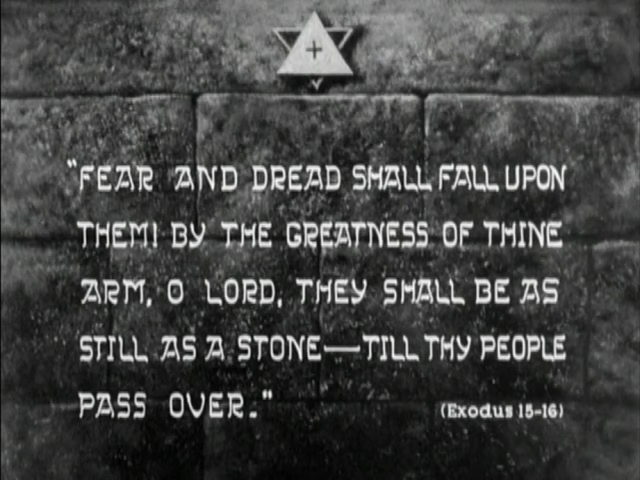 "FEAR AND DREAD SHALL FALL UPON
THEM! BY THE GREATNESS OF THINE
ARM, O LORD, THEY SHALL BE AS
STILL AS A STONE—TILL THY PEOPLE
PASS OVER."
(Exodus 15-16)